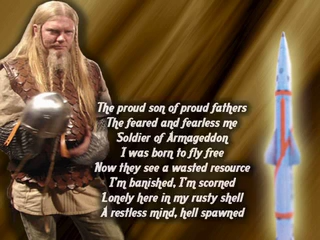 The proud son of proud fathers
The feared and fearless me
Soldier of Armageddon
I was born to fly free
Now they see a wasted resource
I'm banished, I'm scorned
Lonely here in my rusty shell
A restless mind, hell spawned